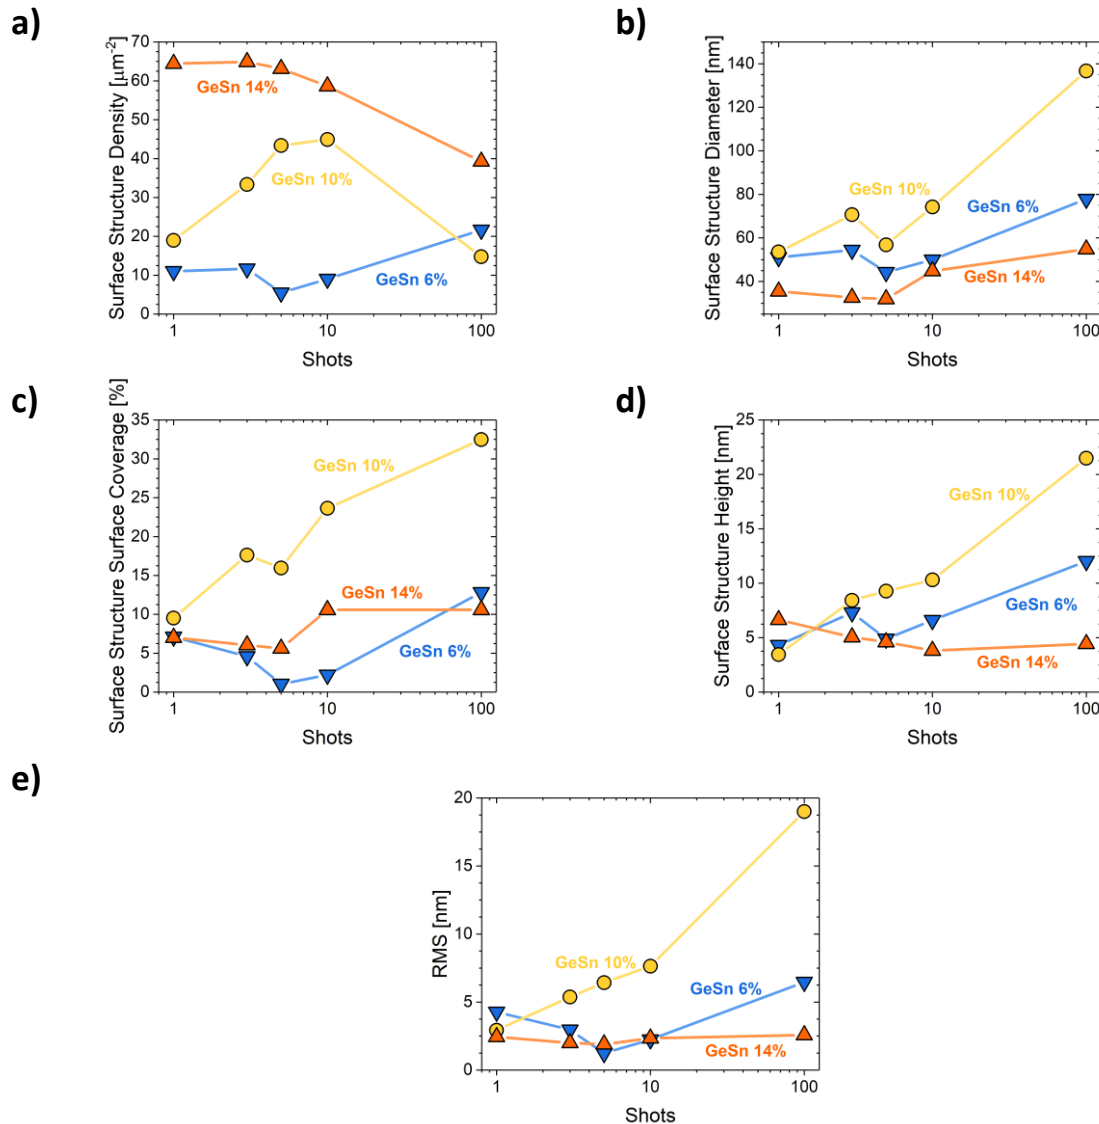 a)
Surface Structure Density [μm⁻²]
70
60
50
40
30
20
10
0
GeSn 14%
GeSn 10%
GeSn 6%
1
10
100
Shots
b)
Surface Structure Diameter [nm]
140
120
100
80
60
40
GeSn 10%
GeSn 6%
GeSn 14%
1
10
100
Shots
c)
Surface Structure Surface Coverage [%]
35
30
25
20
15
10
5
0
GeSn 10%
GeSn 14%
GeSn 6%
1
10
100
Shots
d)
Surface Structure Height [nm]
25
20
15
10
5
0
GeSn 10%
GeSn 6%
GeSn 14%
1
10
100
Shots
e)
RMS [nm]
20
15
10
5
0
GeSn 10%
GeSn 6%
GeSn 14%
1
10
100
Shots